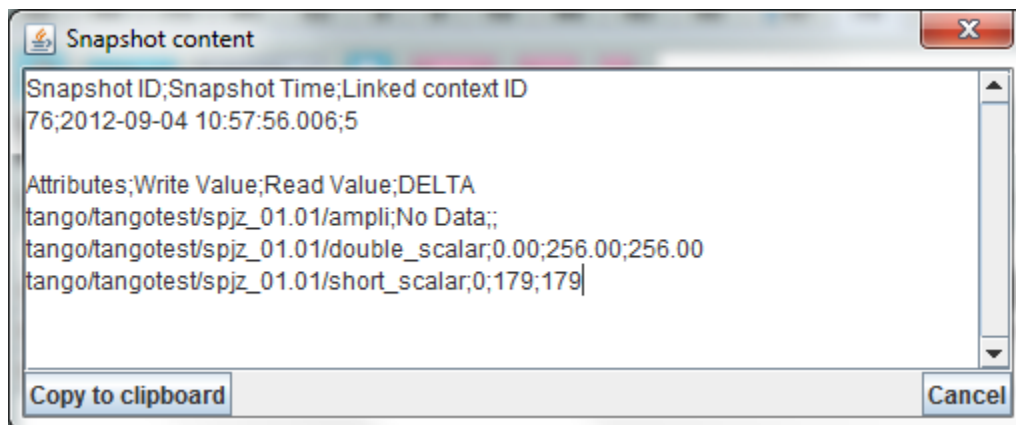 Snapshot content
Snapshot ID;Snapshot Time;Linked context ID
76;2012-09-04 10:57:56.006;5
Attributes;Write Value;Read Value;DELTA
tango/tangotest/spjz_01.01/ampli;No Data;;
tango/tangotest/spjz_01.01/double_scalar;0.00;256.00;256.00
tango/tangotest/spjz_01.01/short_scalar;0;179;179
Copy to clipboard
Cancel